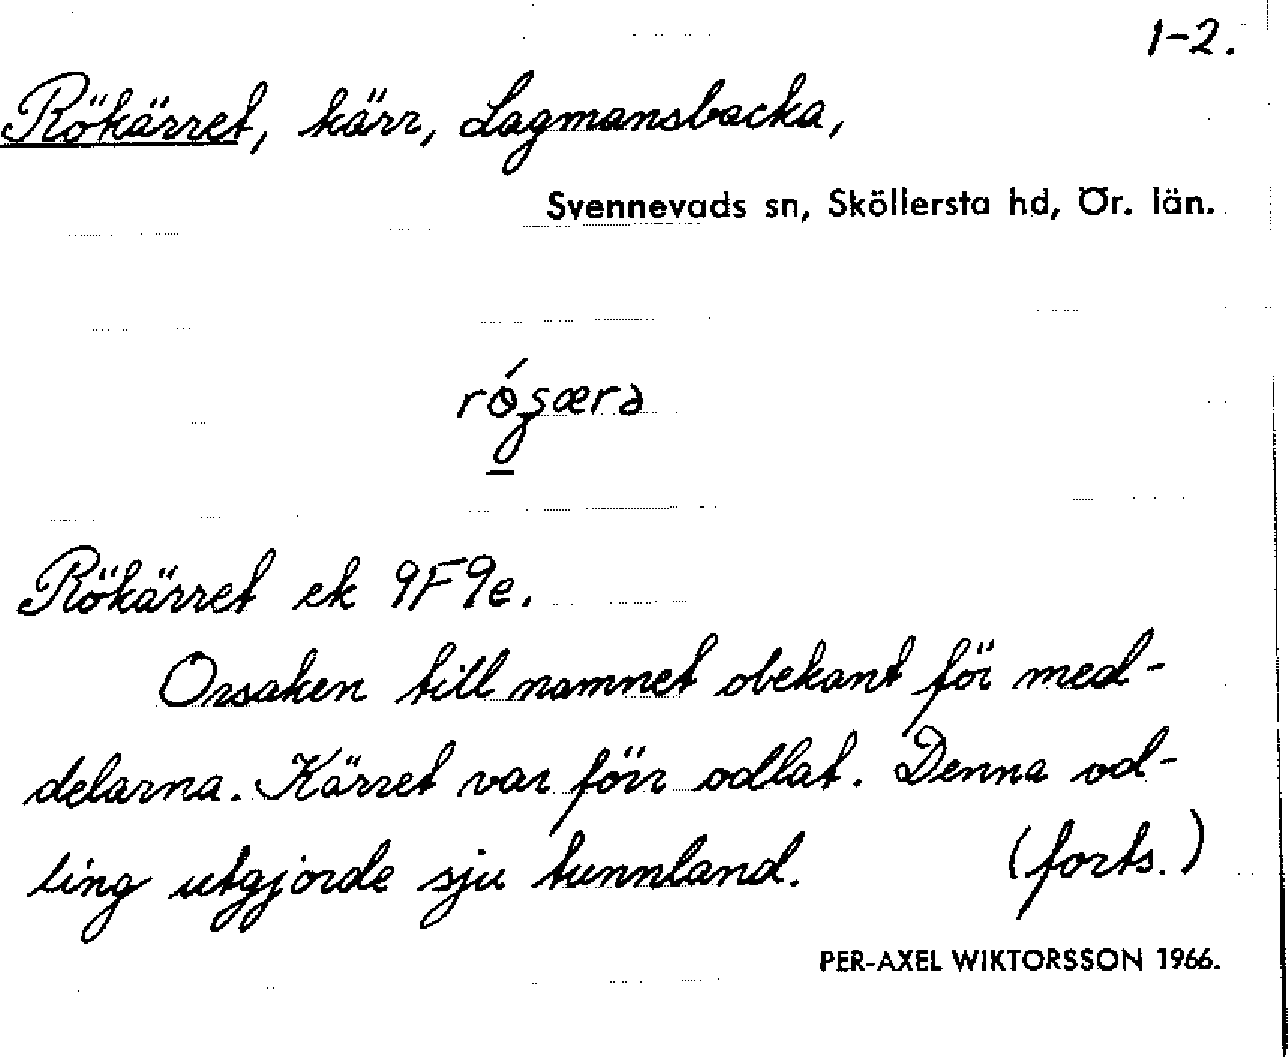 1-2.
Rökärret, kärr, Lagmansbacka,
Svennevads sn, Sköllersta hd, Ör. län.
Rökärret ek 9F9e.
Orsaken till namnet obekant för med-
delarna. Kärret var förr odlat. Denna od-
ling utgjorde sju tunnland. (forts.)
PER-AXEL WIKTORSSON 1966.